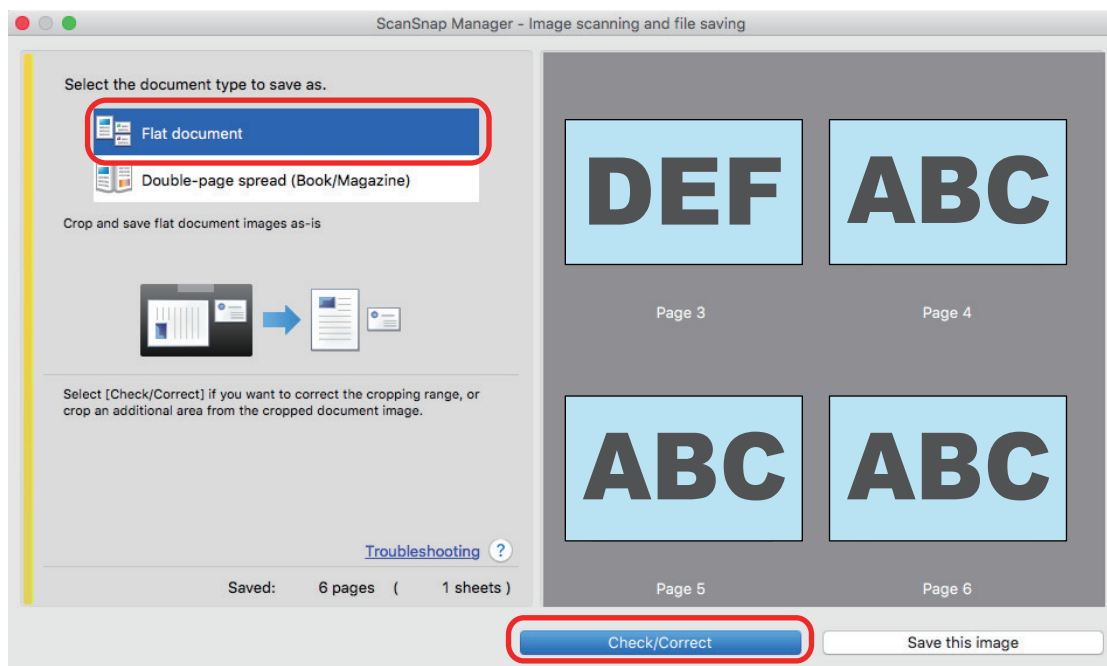 ScanSnap Manager - Image scanning and file saving
Select the document type to save as.
Flat document
Double-page spread (Book/Magazine)
Crop and save flat document images as-is
Select [Check/Correct] if you want to correct the cropping range, or
crop an additional area from the cropped document image.
Troubleshooting ?
Saved: 6 pages ( 1 sheets )
DEF ABC
Page 3 Page 4
ABC ABC
Page 5 Page 6
Check/Correct Save this image